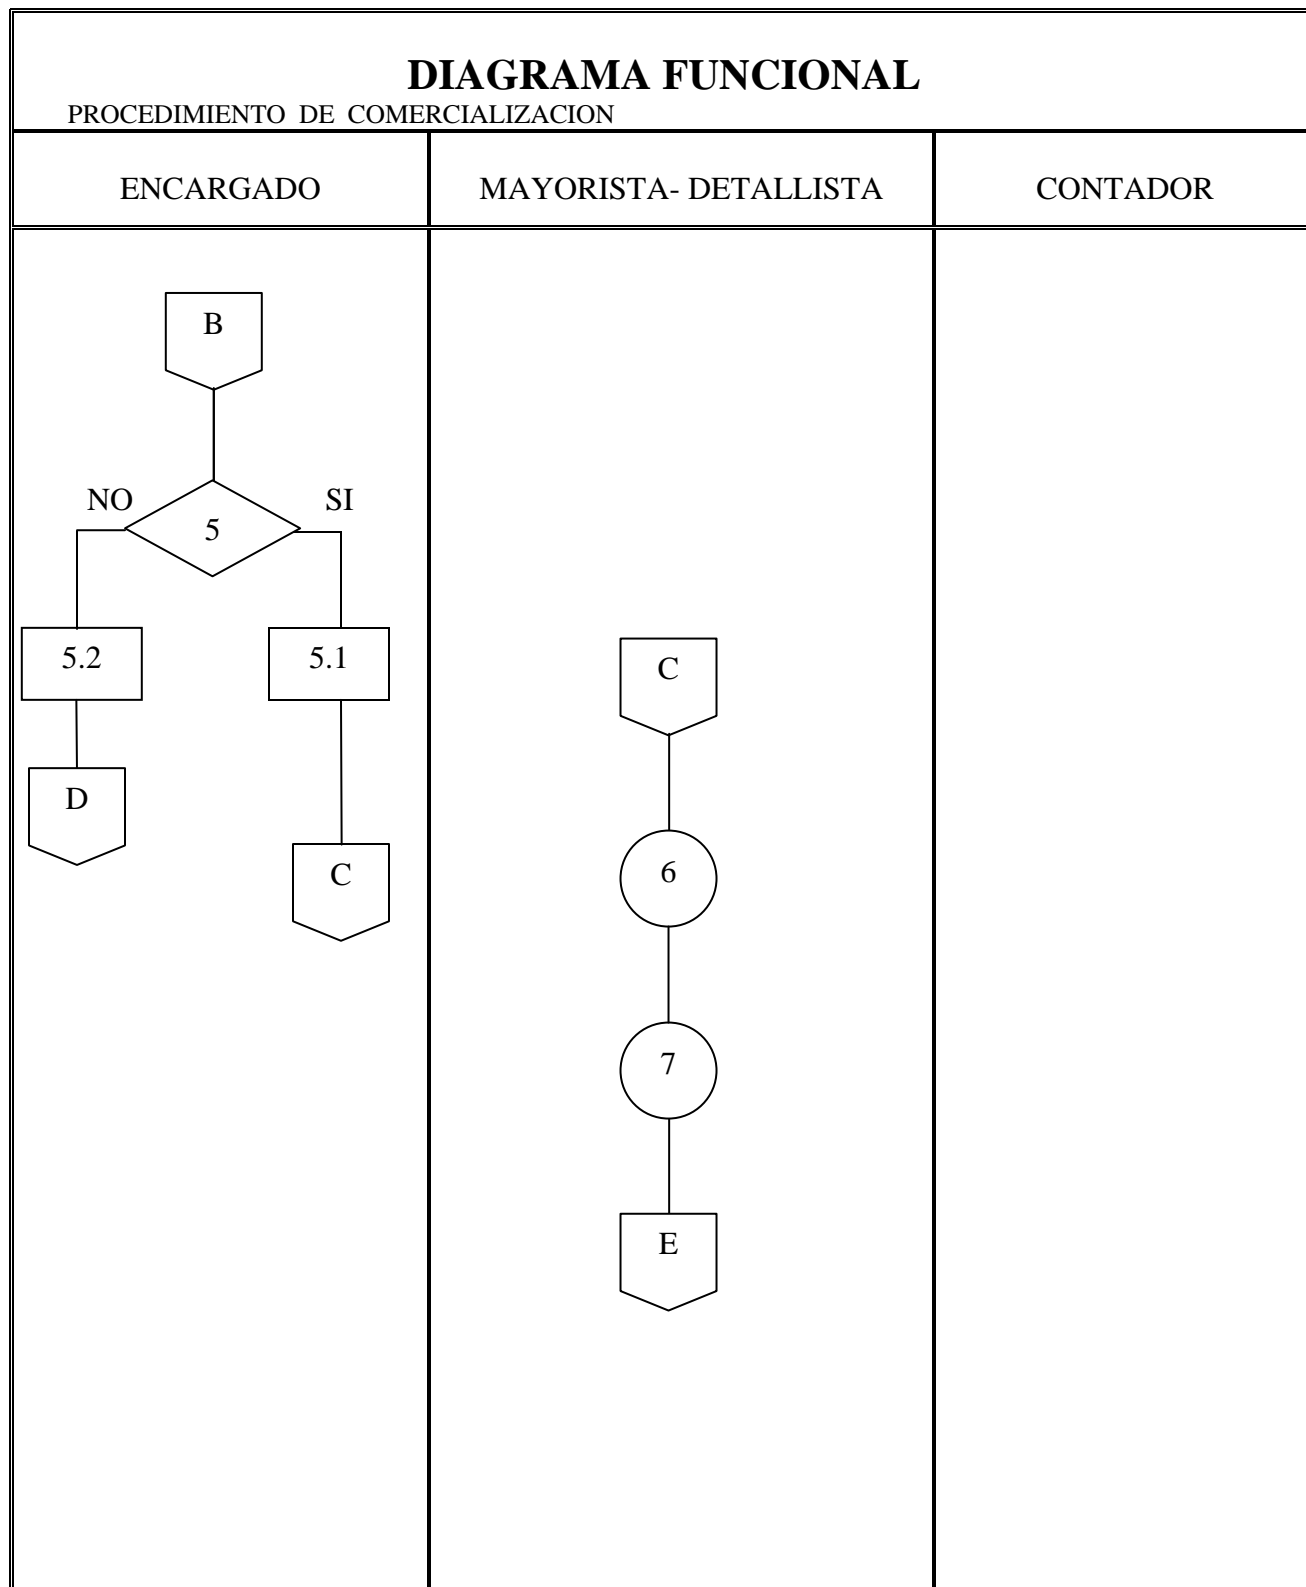 DIAGRAMA FUNCIONAL
PROCEDIMIENTO DE COMERCIALIZACION
ENCARGADO
MAYORISTA- DETALLISTA
CONTADOR
B
NO
SI
5
5.2
5.1
D
C
C
6
7
E